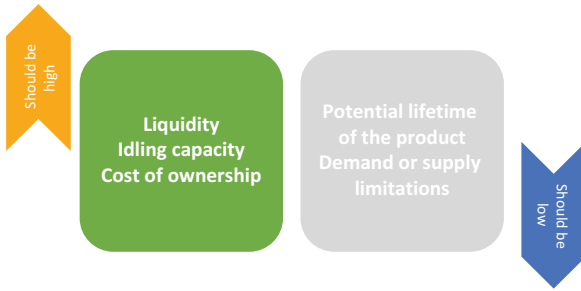 Should be
high
Liquidity
Idling capacity
Cost of ownership
Potential lifetime
of the product
Demand or supply
limitations
Should be
low